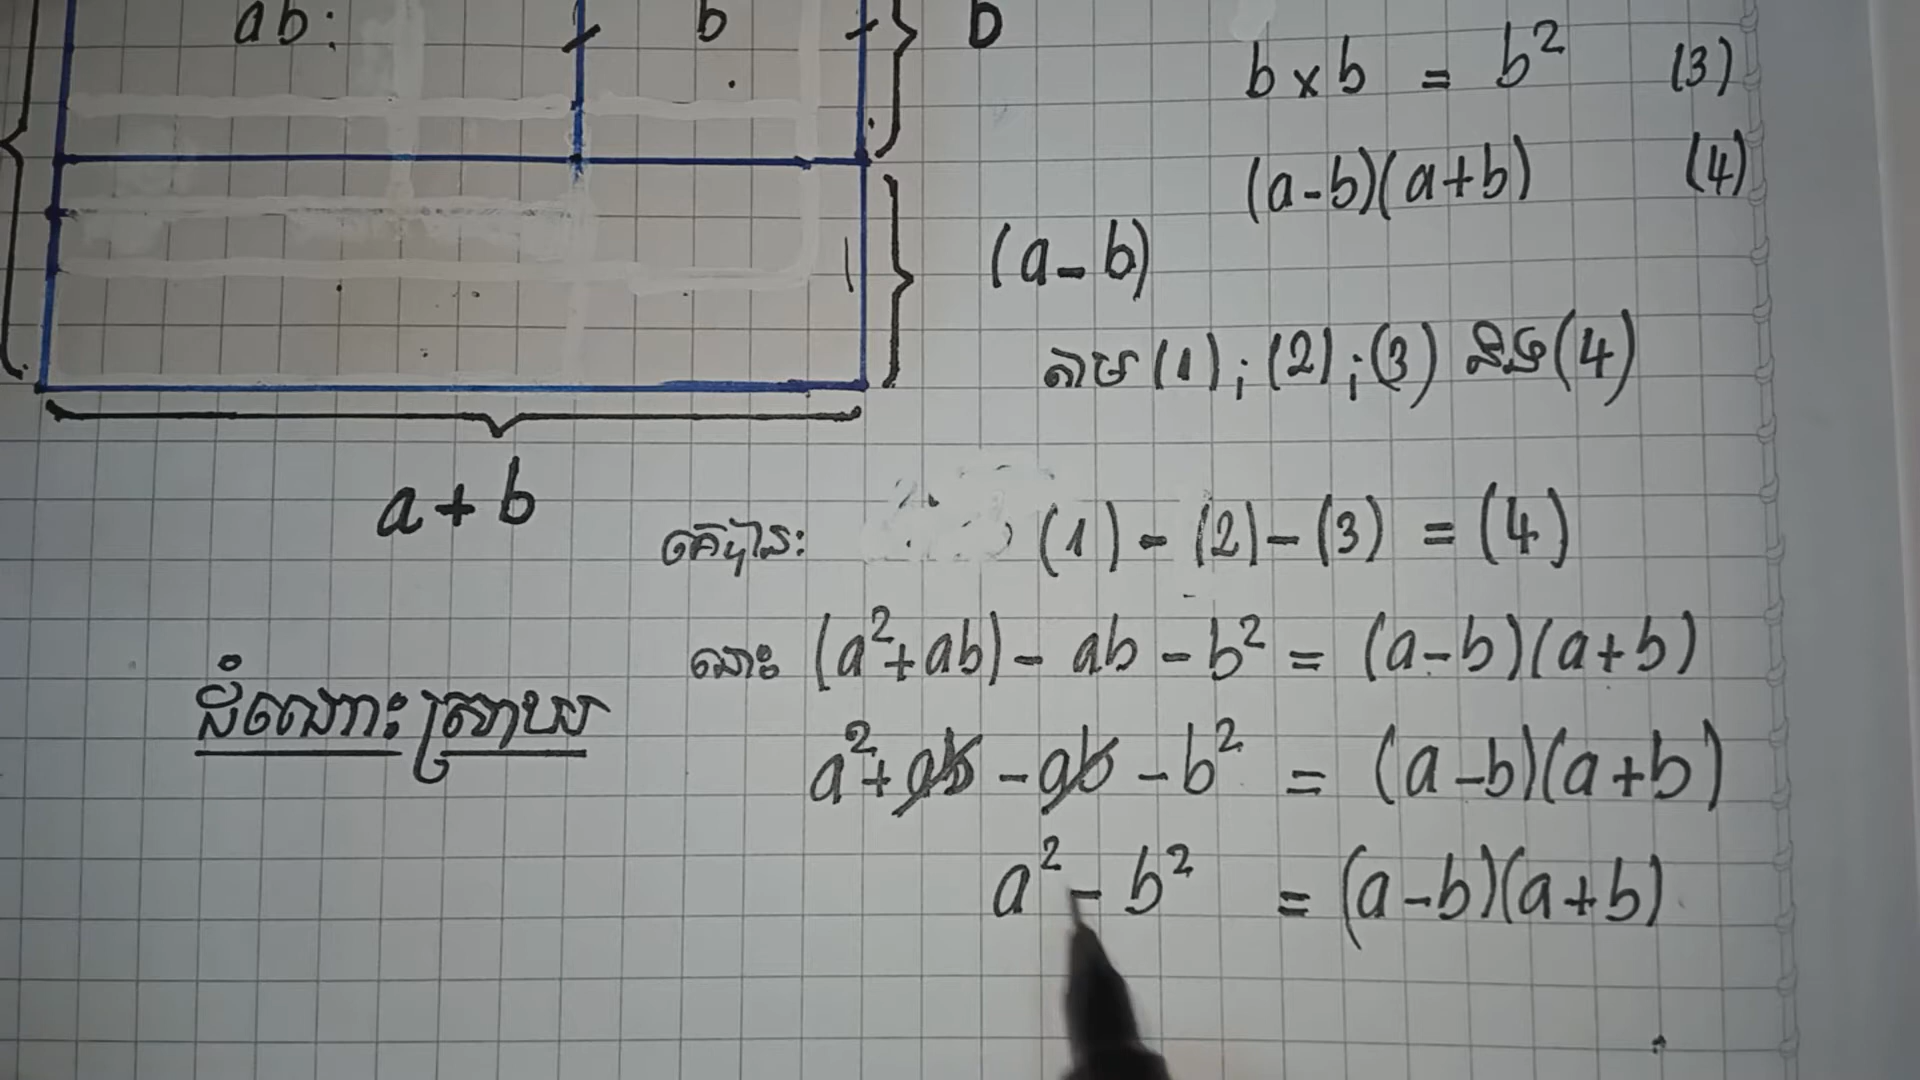 ab: b b
b × b = b² (3)
(a-b)(a+b) (4)
(a-b)
តាម (1); (2); (3) និង (4)
a + b
គេបាន: (1) - (2) - (3) = (4)
នោះ (a²+ab) - ab - b² = (a-b)(a+b)
ដំណោះស្រាយ
a² + ab - ab - b² = (a-b)(a+b)
a² - b² = (a-b)(a+b)